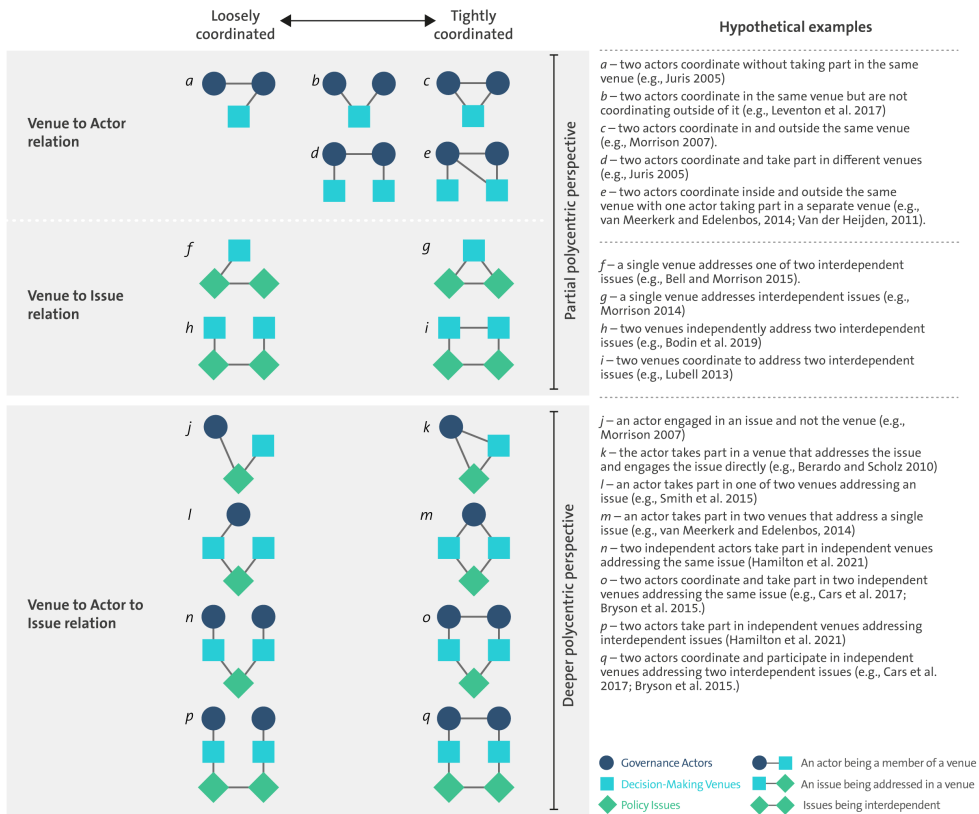 Loosely
coordinated
Tightly
coordinated
Hypothetical examples
Venue to Actor
relation
a
b
c
d
e
Venue to Issue
relation
f
g
h
i
Partial polycentric perspective
Venue to Actor to
Issue relation
j
k
l
m
n
o
p
q
Deeper polycentric perspective
a – two actors coordinate without taking part in the same
venue (e.g., Juris 2005)
b – two actors coordinate in the same venue but are not
coordinating outside of it (e.g., Leventon et al. 2017)
c – two actors coordinate in and outside the same venue
(e.g., Morrison 2007).
d – two actors coordinate and take part in different venues
(e.g., Juris 2005)
e – two actors coordinate inside and outside the same
venue with one actor taking part in a separate venue (e.g.,
van Meerkerk and Edelenbos, 2014; Van der Heijden, 2011).
f – a single venue addresses one of two interdependent
issues (e.g., Bell and Morrison 2015).
g – a single venue addresses interdependent issues (e.g.,
Morrison 2014)
h – two venues independently address two interdependent
issues (e.g., Bodin et al. 2019)
i – two venues coordinate to address two interdependent
issues (e.g., Lubell 2013)
j – an actor engaged in an issue and not the venue (e.g.,
Morrison 2007)
k – the actor takes part in a venue that addresses the issue
and engages the issue directly (e.g., Berardo and Scholz 2010)
l – an actor takes part in one of two venues addressing an
issue (e.g., Smith et al. 2015)
m – an actor takes part in two venues that address a single
issue (e.g., van Meerkerk and Edelenbos, 2014)
n – two independent actors take part in independent venues
addressing the same issue (Hamilton et al. 2021)
o – two actors coordinate and take part in two independent
venues addressing the same issue (e.g., Cars et al. 2017;
Bryson et al. 2015.)
p – two actors take part in independent venues addressing
interdependent issues (Hamilton et al. 2021)
q – two actors coordinate and participate in independent
venues addressing two interdependent issues (e.g., Cars et al.
2017; Bryson et al. 2015.)
Governance Actors
Decision-Making Venues
Policy Issues
An actor being a member of a venue
An issue being addressed in a venue
Issues being interdependent